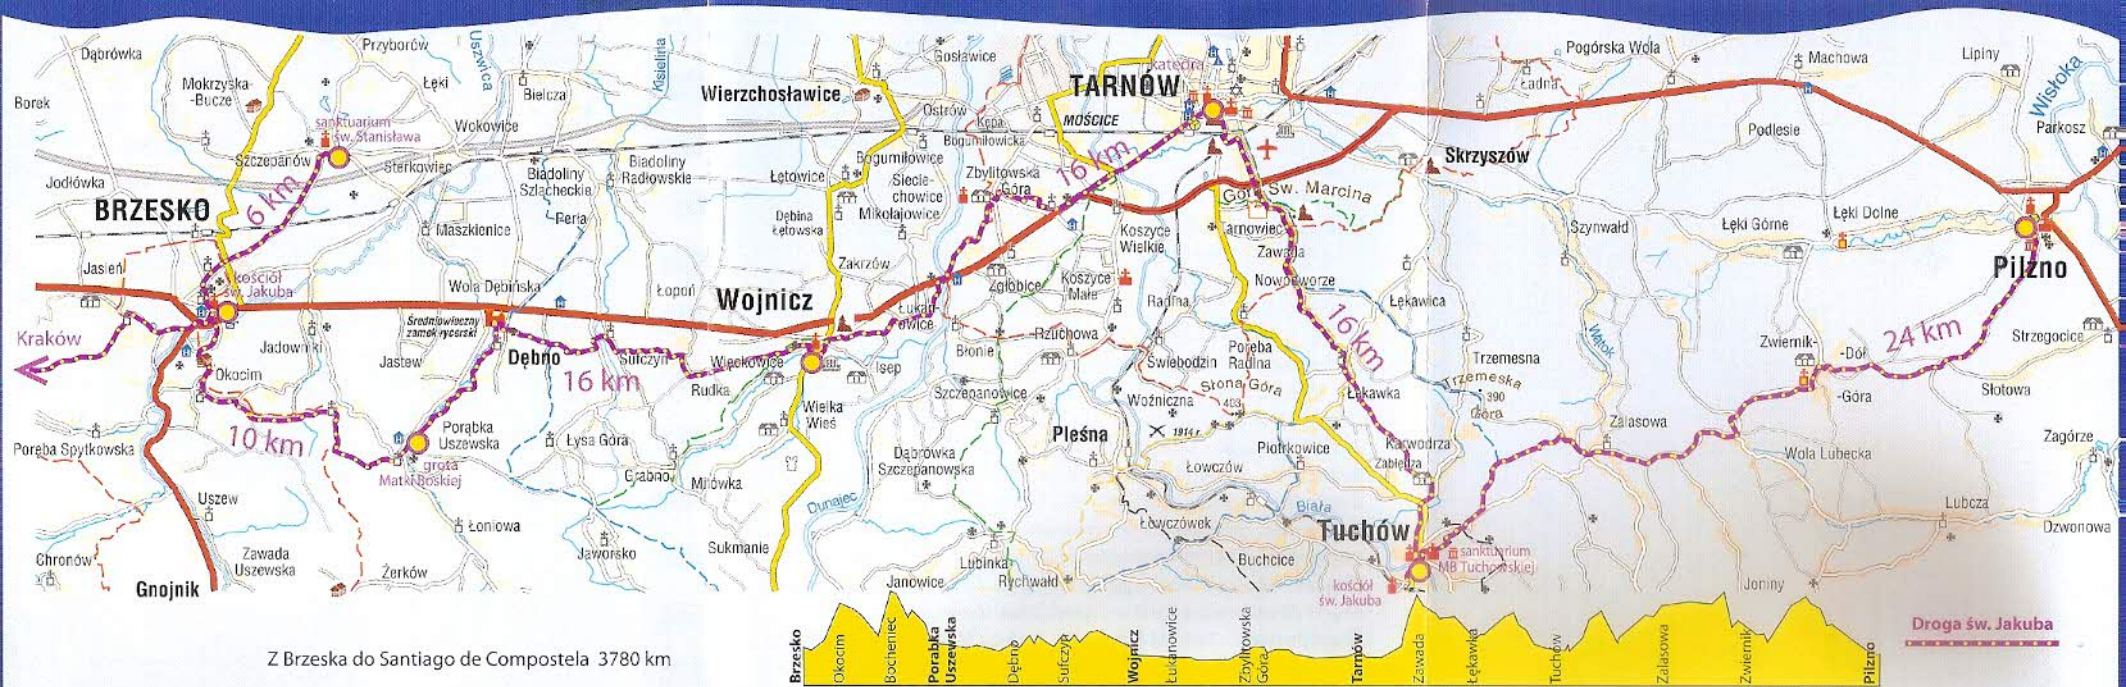 Dąbrówka
Przyborów
Uszwica
Kisielina
Gosławice
katedra
Pogórska Wola
Machowa
Lipiny
Wisłoka
Mokrzyska-
-Bucze
Łęki
Bielcza
Wierzchosławice
TARNÓW
Ładna
Borek
sanktuarium
św. Stanisława
Wokowice
Ostrów
Kępa
Bogumiłowicka
MOŚCICE
Podlesie
Parkosz
Szczepanów
Sterkowiec
Biadoliny
Szlacheckie
Biadoliny
Radłowskie
Bogumiłowice
Łętowice
Siecie-
chowice
Mikołajowice
Zbylitowska
Góra
16 km
Skrzyszów
Jodłówka
6 km
Perła
Góra Św. Marcina
BRZESKO
Maszkienice
Dębina
Łętowska
Koszyce
Wielkie
Tarnowiec
Szynwałd
Łęki Górne
Łęki Dolne
Zawada
Pilzno
Jasień
kościół
św. Jakuba
Wola Dębińska
Łopoń
Zakrzów
Zgłobice
Koszyce
Małe
Nowodworze
Wojnicz
Radlna
Łękawica
Średniowieczny
zamek rycerski
Łukan-
owice
16 km
Kraków
Jadowniki
Jastew
Dębno
Sufczyn
Więckowice
Rzuchowa
Wątok
Zwiernik-
-Dół
24 km
Strzegocice
Błonie
Świebodzin
Poręba
Radlna
Trzemesna
Okocim
16 km
Rudka
Isep
Słona Góra
403
Trzemeska
Góra
390
-Góra
Słotowa
Szczepanowice
Woźniczna
Łękawka
10 km
Porąbka
Uszewska
Wielka
Wieś
Pleśna
1914 r.
Zalasowa
Zagórze
Poręba Spytkowska
Łysa Góra
Karwodrza
Piotrkowice
Zabłędza
Wola Lubecka
grota
Matki Boskiej
Grabno
Milówka
Dąbrówka
Szczepanowska
Łowczów
Uszew
Dunajec
Biała
Lubcza
Łoniowa
Łowczówek
Tuchów
Dzwonowa
Chronów
Zawada
Uszewska
Jaworsko
Sukmanie
Lubinka
Buchcice
sanktuarium
MB Tuchowskiej
Gnojnik
Żerków
Janowice
Rychwałd
kościół
św. Jakuba
Joniny
Droga św. Jakuba
Z Brzeska do Santiago de Compostela 3780 km
Brzesko
Okocim
Bocheniec
Porąbka
Uszewska
Dębno
Sufczyn
Wojnicz
Łukanowice
Zbylitowska
Góra
Tarnów
Zawada
Łękawka
Tuchów
Zalasowa
Zwiernik
Pilzno